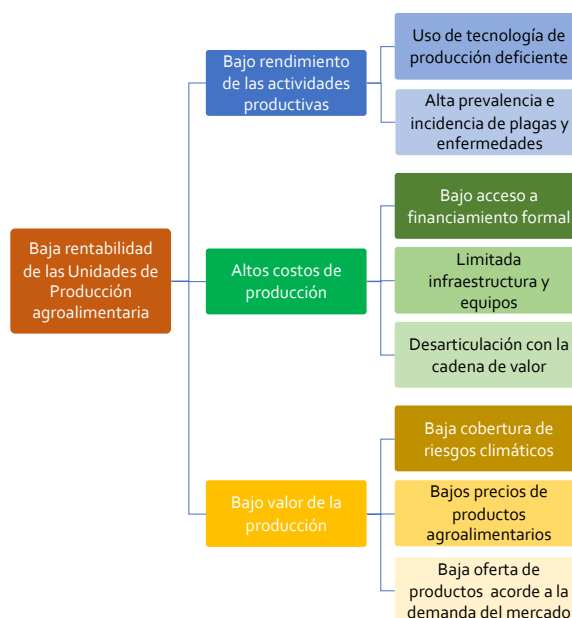 Baja rentabilidad
de las Unidades de
Producción
agroalimentaria
Bajo rendimiento
de las actividades
productivas
Uso de tecnología de
producción deficiente
Alta prevalencia e
incidencia de plagas y
enfermedades
Altos costos de
producción
Bajo acceso a
financiamiento formal
Limitada
infraestructura y
equipos
Desarticulación con la
cadena de valor
Bajo valor de la
producción
Baja cobertura de
riesgos climáticos
Bajos precios de
productos
agroalimentarios
Baja oferta de
productos acorde a la
demanda del mercado